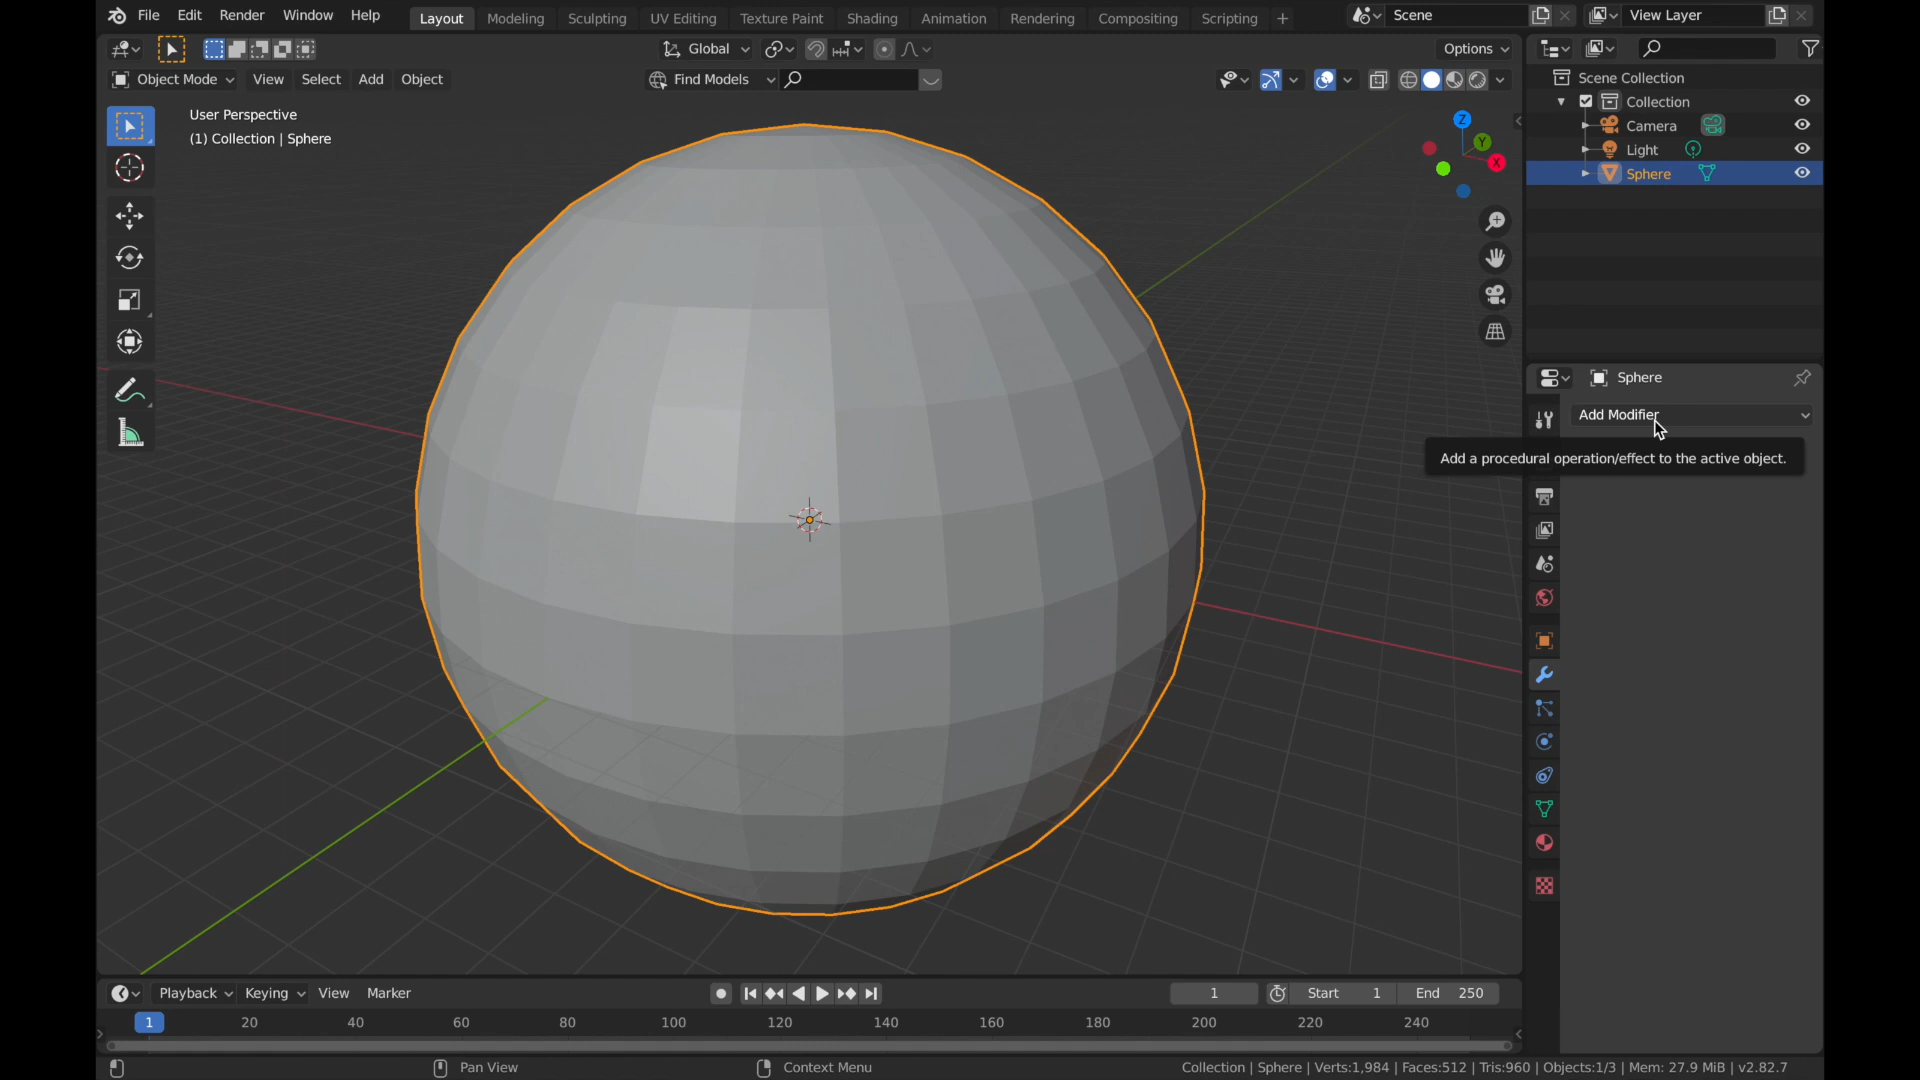 File Edit Render Window Help
Layout Modeling Sculpting UV Editing Texture Paint Shading Animation Rendering Compositing Scripting +
Scene
View Layer
Global
Options
Object Mode View Select Add Object
Find Models
User Perspective
(1) Collection | Sphere
Z
Y
X
Scene Collection
Collection
Camera
Light
Sphere
Sphere
Add Modifier
Add a procedural operation/effect to the active object.
Playback Keying View Marker
1
Start 1
End 250
1 20 40 60 80 100 120 140 160 180 200 220 240
Pan View
Context Menu
Collection | Sphere | Verts:1,984 | Faces:512 | Tris:960 | Objects:1/3 | Mem: 27.9 MiB | v2.82.7